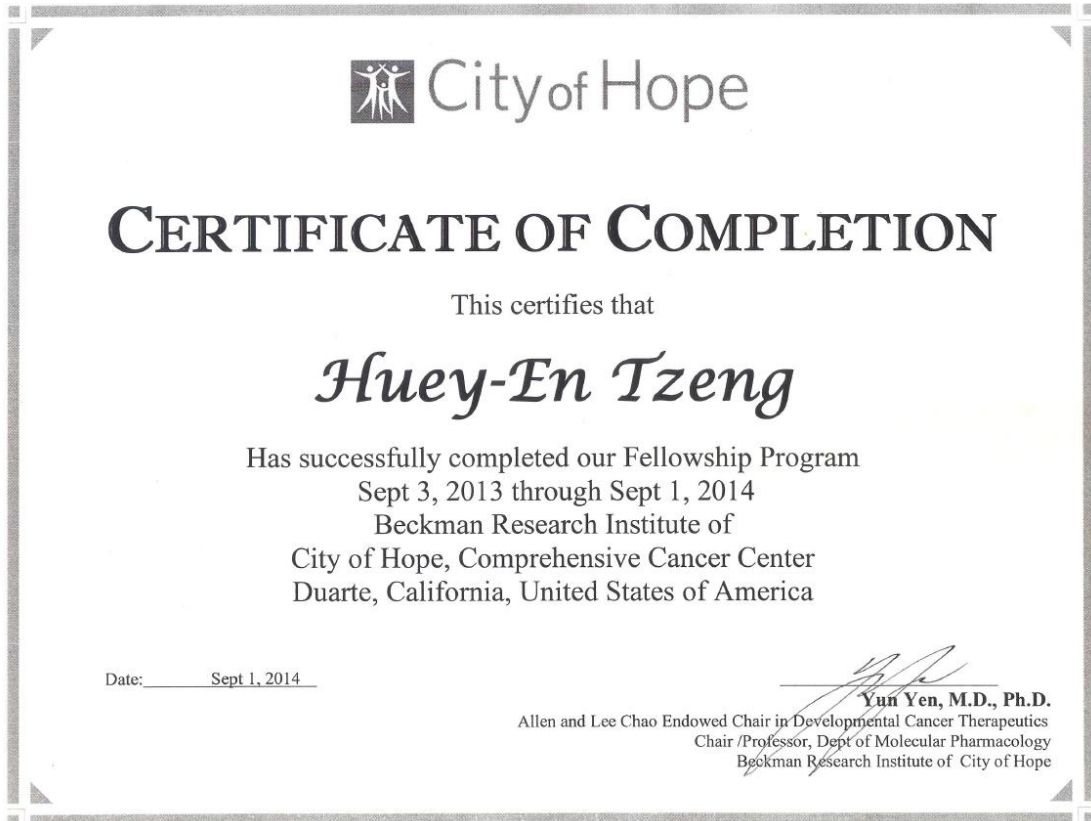 City of Hope
CERTIFICATE OF COMPLETION
This certifies that
Huey-En Tzeng
Has successfully completed our Fellowship Program
Sept 3, 2013 through Sept 1, 2014
Beckman Research Institute of
City of Hope, Comprehensive Cancer Center
Duarte, California, United States of America
Date: Sept 1, 2014
Yun Yen, M.D., Ph.D.
Allen and Lee Chao Endowed Chair in Developmental Cancer Therapeutics
Chair /Professor, Dept of Molecular Pharmacology
Beckman Research Institute of City of Hope